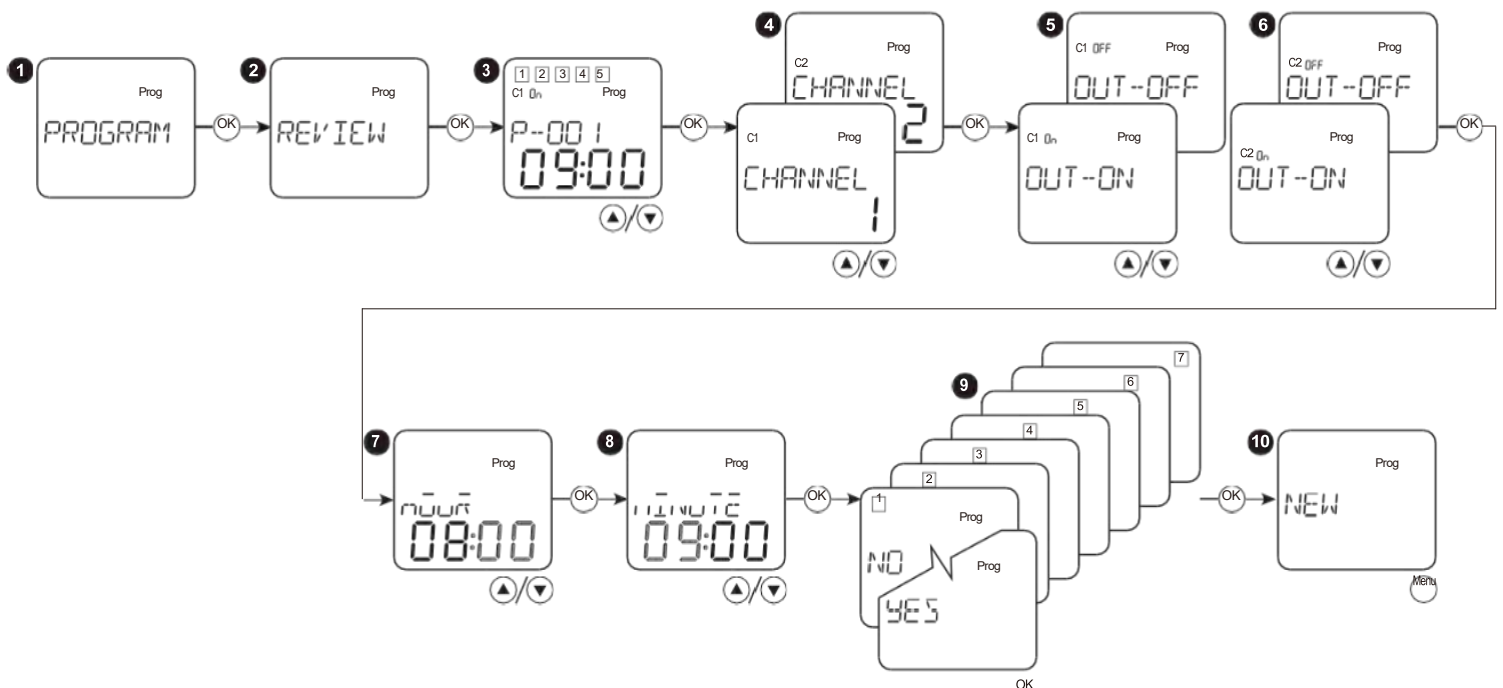 1
Prog
PROGRAM
OK
2
Prog
REVIEW
OK
3
1 2 3 4 5
C1 On Prog
P-001
09:00
OK
4
Prog
C2
CHANNEL
2
C1 Prog
CHANNEL
1
OK
5
C1 OFF Prog
OUT-OFF
C1 On Prog
OUT-ON
6
Prog
C2 OFF
OUT-OFF
Prog
C2 On
OUT-ON
OK
7
Prog
HOUR
08:00
OK
8
Prog
MINUTE
09:00
OK
9
7
6
5
4
3
2
1
Prog
NO
Prog
YES
OK
OK
10
Prog
NEW
Menu